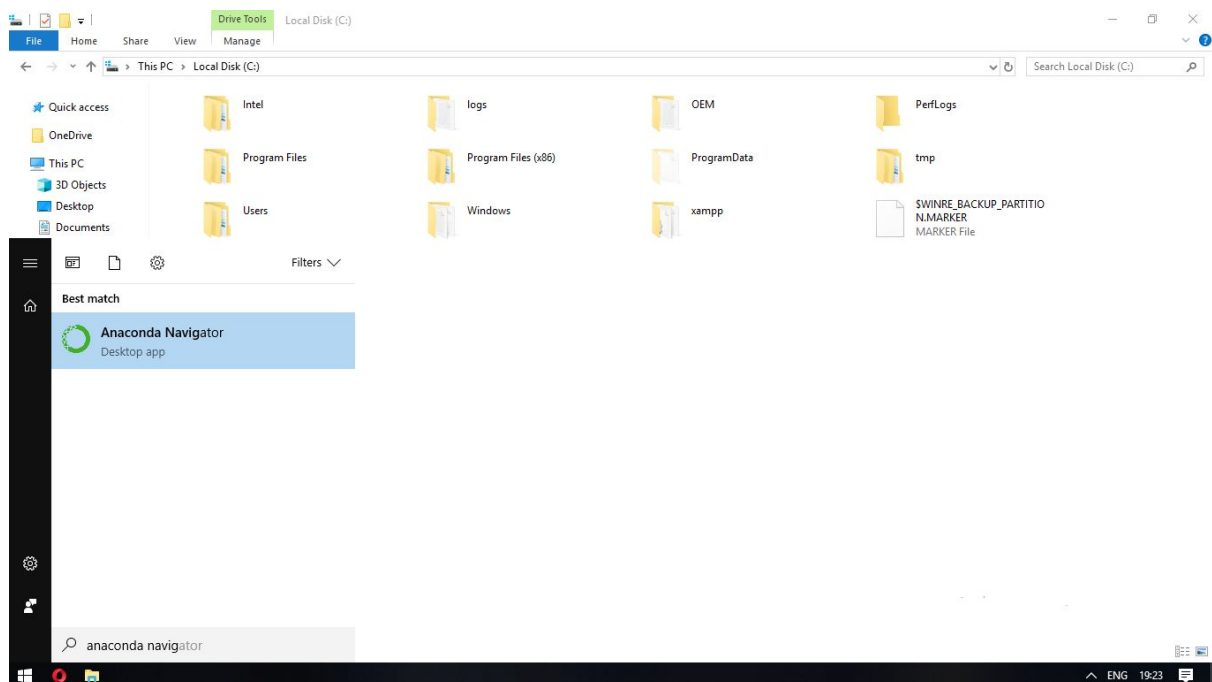 Drive Tools Local Disk (C:)
File Home Share View Manage
This PC > Local Disk (C:)
Search Local Disk (C:)
Quick access
OneDrive
This PC
3D Objects
Desktop
Documents
Intel
logs
OEM
PerfLogs
Program Files
Program Files (x86)
ProgramData
tmp
Users
Windows
xampp
$WINRE_BACKUP_PARTITIO
N.MARKER
MARKER File
Filters
Best match
Anaconda Navigator
Desktop app
anaconda navigator
ENG 19:23